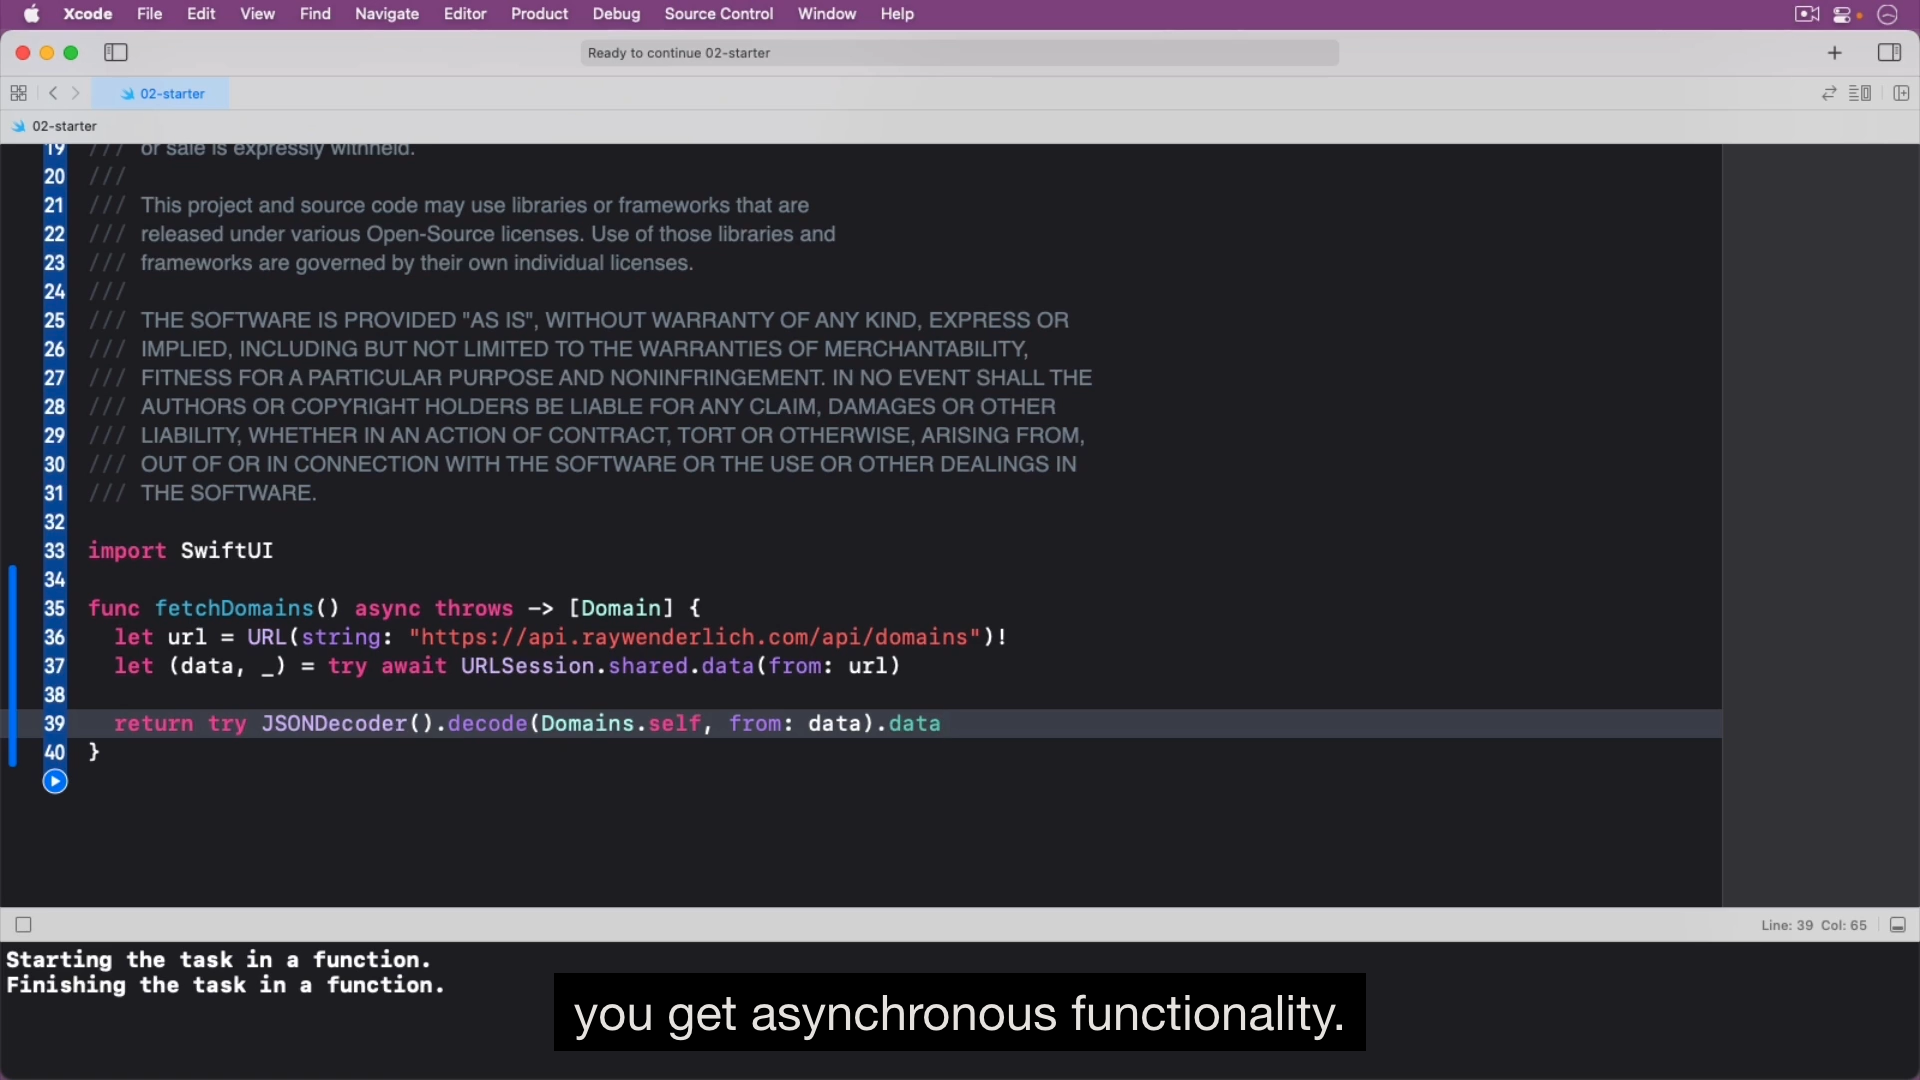 Xcode File Edit View Find Navigate Editor Product Debug Source Control Window Help
Ready to continue 02-starter
02-starter
02-starter
19 /// or sale is expressly withheld.
20 ///
21 /// This project and source code may use libraries or frameworks that are
22 /// released under various Open-Source licenses. Use of those libraries and
23 /// frameworks are governed by their own individual licenses.
24 ///
25 /// THE SOFTWARE IS PROVIDED "AS IS", WITHOUT WARRANTY OF ANY KIND, EXPRESS OR
26 /// IMPLIED, INCLUDING BUT NOT LIMITED TO THE WARRANTIES OF MERCHANTABILITY,
27 /// FITNESS FOR A PARTICULAR PURPOSE AND NONINFRINGEMENT. IN NO EVENT SHALL THE
28 /// AUTHORS OR COPYRIGHT HOLDERS BE LIABLE FOR ANY CLAIM, DAMAGES OR OTHER
29 /// LIABILITY, WHETHER IN AN ACTION OF CONTRACT, TORT OR OTHERWISE, ARISING FROM,
30 /// OUT OF OR IN CONNECTION WITH THE SOFTWARE OR THE USE OR OTHER DEALINGS IN
31 /// THE SOFTWARE.
32
33 import SwiftUI
34
35 func fetchDomains() async throws -> [Domain] {
36 let url = URL(string: "https://api.raywenderlich.com/api/domains")!
37 let (data, _) = try await URLSession.shared.data(from: url)
38
39 return try JSONDecoder().decode(Domains.self, from: data).data
40 }
Line: 39 Col: 65
Starting the task in a function.
Finishing the task in a function.
you get asynchronous functionality.